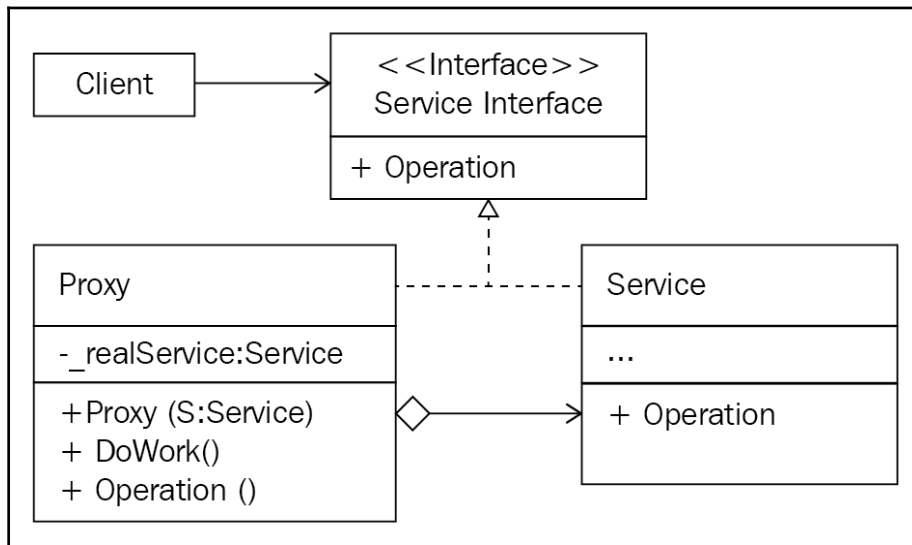 Client
<<Interface>>
Service Interface
+ Operation
Proxy
-_realService:Service
+Proxy (S:Service)
+ DoWork()
+ Operation ()
Service
...
+ Operation